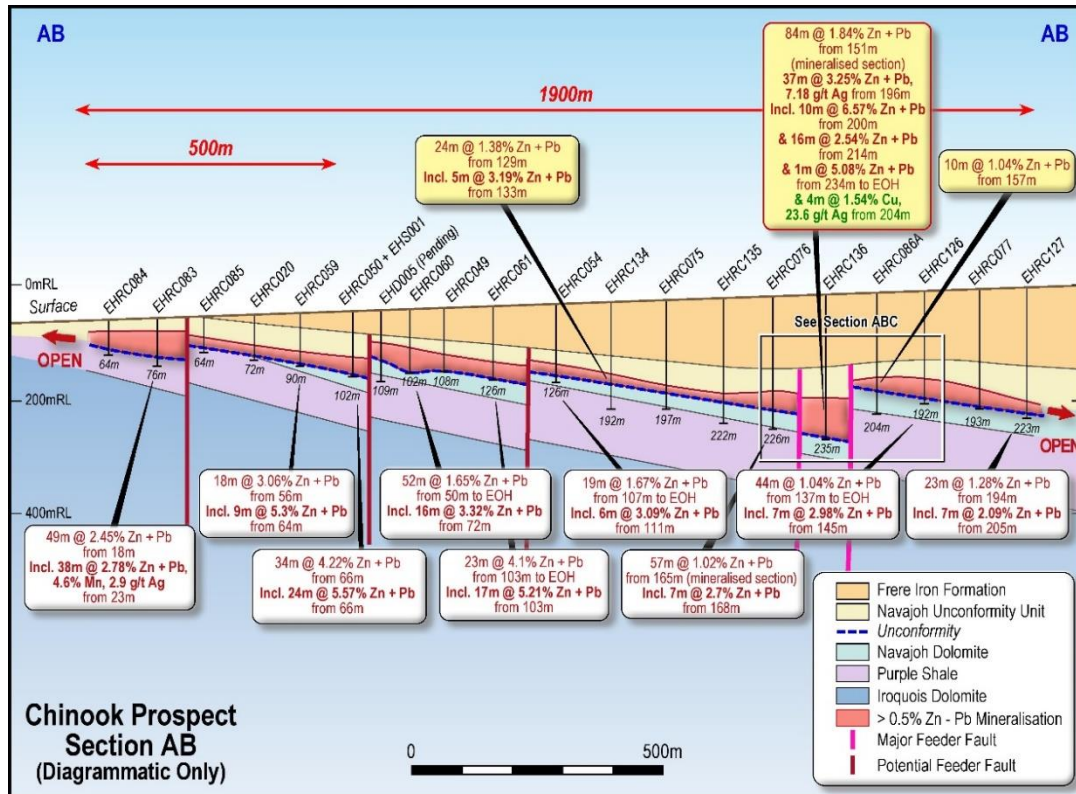 AB
AB
1900m
500m
84m @ 1.84% Zn + Pb
from 151m
(mineralised section)
37m @ 3.25% Zn + Pb,
7.18 g/t Ag from 196m
Incl. 10m @ 6.57% Zn + Pb
from 200m
& 16m @ 2.54% Zn + Pb
from 214m
& 1m @ 5.08% Zn + Pb
from 234m to EOH
& 4m @ 1.54% Cu,
23.6 g/t Ag from 204m
24m @ 1.38% Zn + Pb
from 129m
Incl. 5m @ 3.19% Zn + Pb
from 133m
10m @ 1.04% Zn + Pb
from 157m
EHRC084
EHRC083
EHRC085
EHRC020
EHRC059
EHRC050 + EHS001
EHD005 (Pending)
EHRC060
EHRC049
EHRC061
EHRC054
EHRC134
EHRC075
EHRC135
EHRC076
EHRC136
EHRC086A
EHRC126
EHRC077
EHRC127
0mRL
Surface
200mRL
400mRL
OPEN
OPEN
See Section ABC
64m
76m
64m
72m
90m
102m
109m
102m
108m
126m
126m
192m
197m
222m
226m
235m
204m
192m
193m
223m
49m @ 2.45% Zn + Pb
from 18m
Incl. 38m @ 2.78% Zn + Pb,
4.6% Mn, 2.9 g/t Ag
from 23m
18m @ 3.06% Zn + Pb
from 56m
Incl. 9m @ 5.3% Zn + Pb
from 64m
34m @ 4.22% Zn + Pb
from 66m
Incl. 24m @ 5.57% Zn + Pb
from 66m
52m @ 1.65% Zn + Pb
from 50m to EOH
Incl. 16m @ 3.32% Zn + Pb
from 72m
23m @ 4.1% Zn + Pb
from 103m to EOH
Incl. 17m @ 5.21% Zn + Pb
from 103m
19m @ 1.67% Zn + Pb
from 107m to EOH
Incl. 6m @ 3.09% Zn + Pb
from 111m
57m @ 1.02% Zn + Pb
from 165m (mineralised section)
Incl. 7m @ 2.7% Zn + Pb
from 168m
44m @ 1.04% Zn + Pb
from 137m to EOH
Incl. 7m @ 2.98% Zn + Pb
from 145m
23m @ 1.28% Zn + Pb
from 194m
Incl. 7m @ 2.09% Zn + Pb
from 205m
Frere Iron Formation
Navajoh Unconformity Unit
Unconformity
Navajoh Dolomite
Purple Shale
Iroquois Dolomite
> 0.5% Zn - Pb Mineralisation
Major Feeder Fault
Potential Feeder Fault
Chinook Prospect
Section AB
(Diagrammatic Only)
0
500m